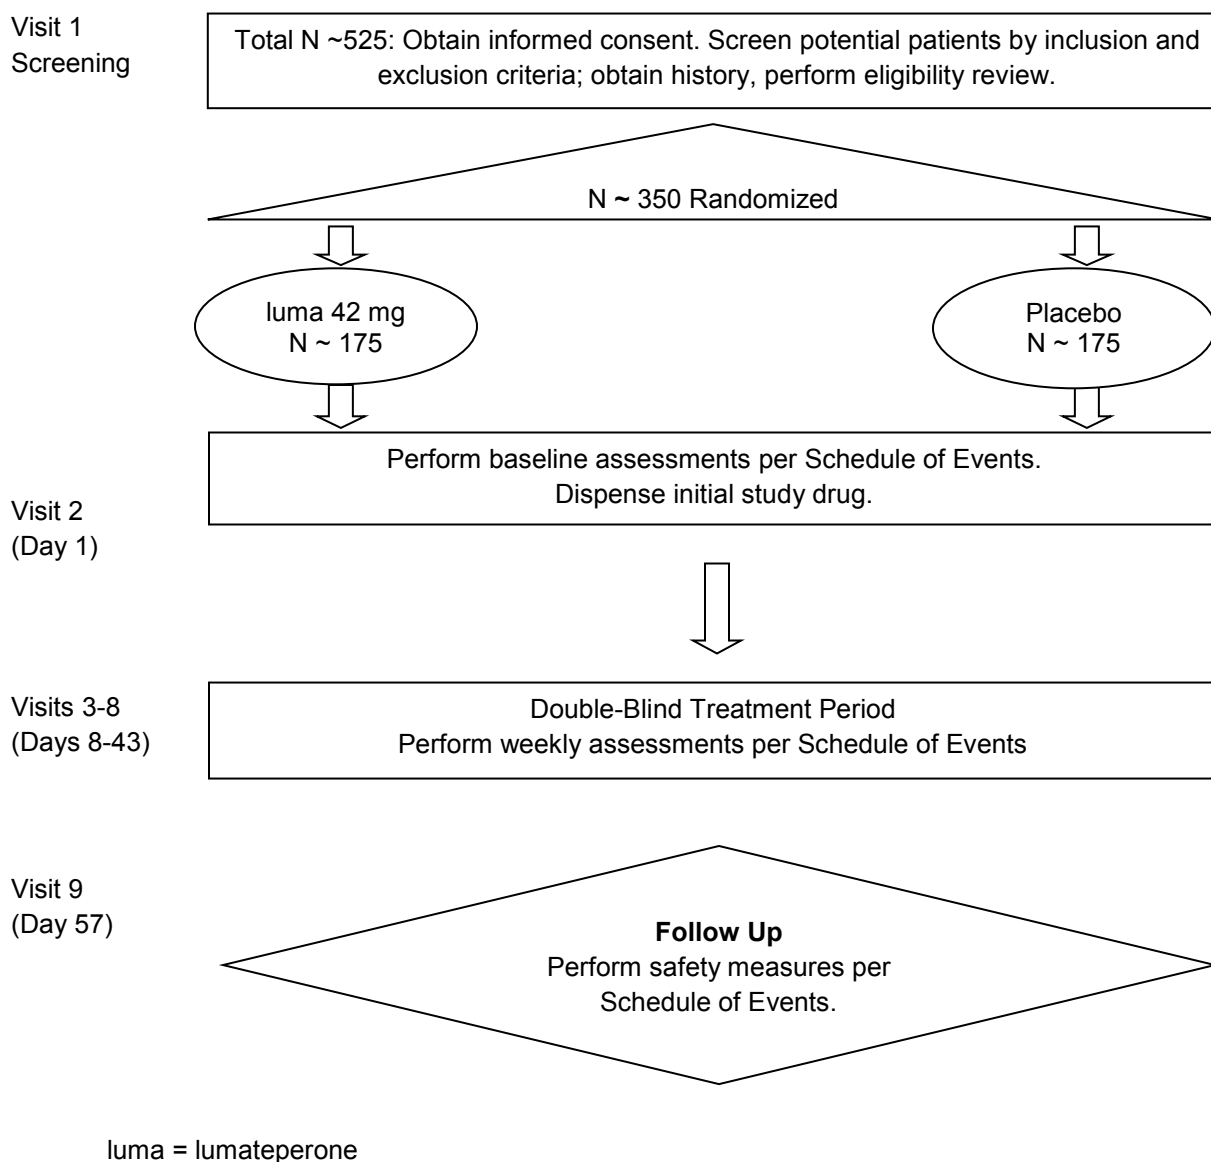 Visit 1
Screening
Total N ~525: Obtain informed consent. Screen potential patients by inclusion and
exclusion criteria; obtain history, perform eligibility review.
N ~ 350 Randomized
luma 42 mg
N ~ 175
Placebo
N ~ 175
Perform baseline assessments per Schedule of Events.
Dispense initial study drug.
Visit 2
(Day 1)
Visits 3-8
(Days 8-43)
Double-Blind Treatment Period
Perform weekly assessments per Schedule of Events
Visit 9
(Day 57)
Follow Up
Perform safety measures per
Schedule of Events.
luma = lumateperone